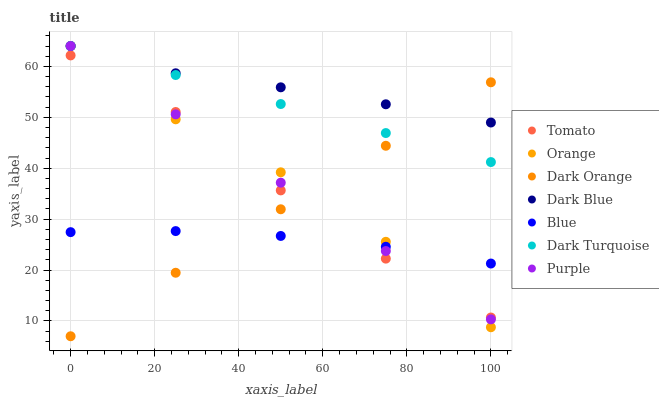 title
yaxis_label
60
50
40
30
20
10
0
20
40
60
80
100
xaxis_label
Tomato
Orange
Dark Orange
Dark Blue
Blue
Dark Turquoise
Purple